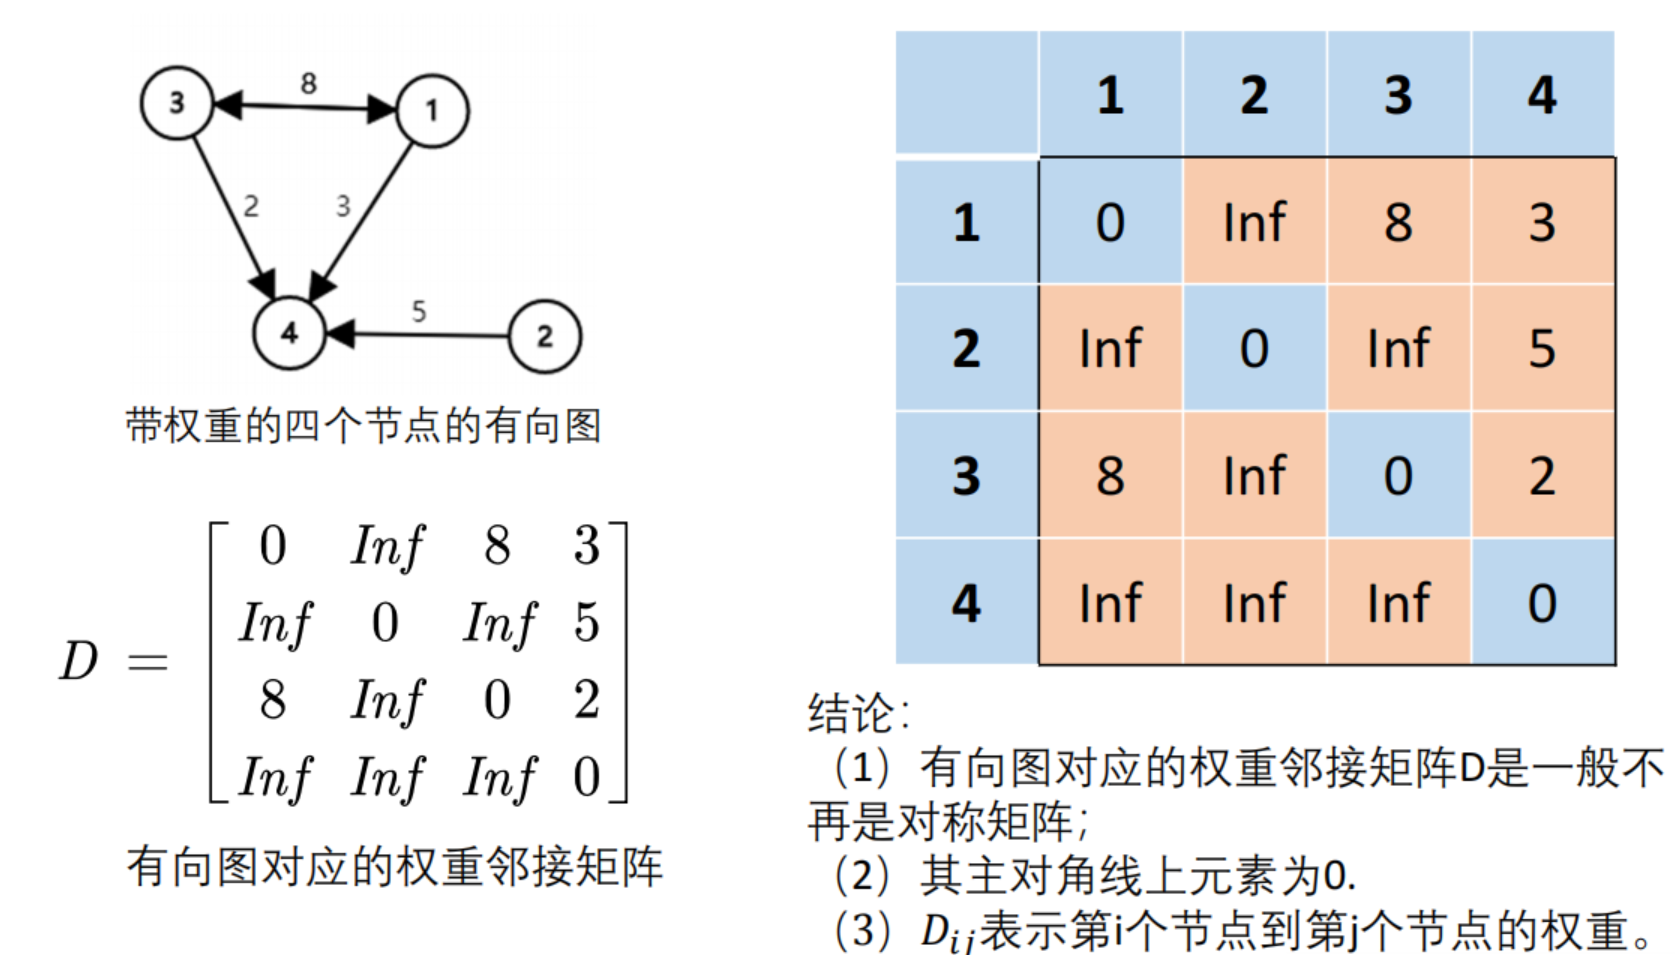 8
3
1
2
3
5
4
2
带权重的四个节点的有向图
D =
0 Inf 8 3
Inf 0 Inf 5
8 Inf 0 2
Inf Inf Inf 0
有向图对应的权重邻接矩阵
1 2 3 4
1 0 Inf 8 3
2 Inf 0 Inf 5
3 8 Inf 0 2
4 Inf Inf Inf 0
结论：
（1）有向图对应的权重邻接矩阵D是一般不
再是对称矩阵；
（2）其主对角线上元素为0.
（3）D_{ij}表示第i个节点到第j个节点的权重。